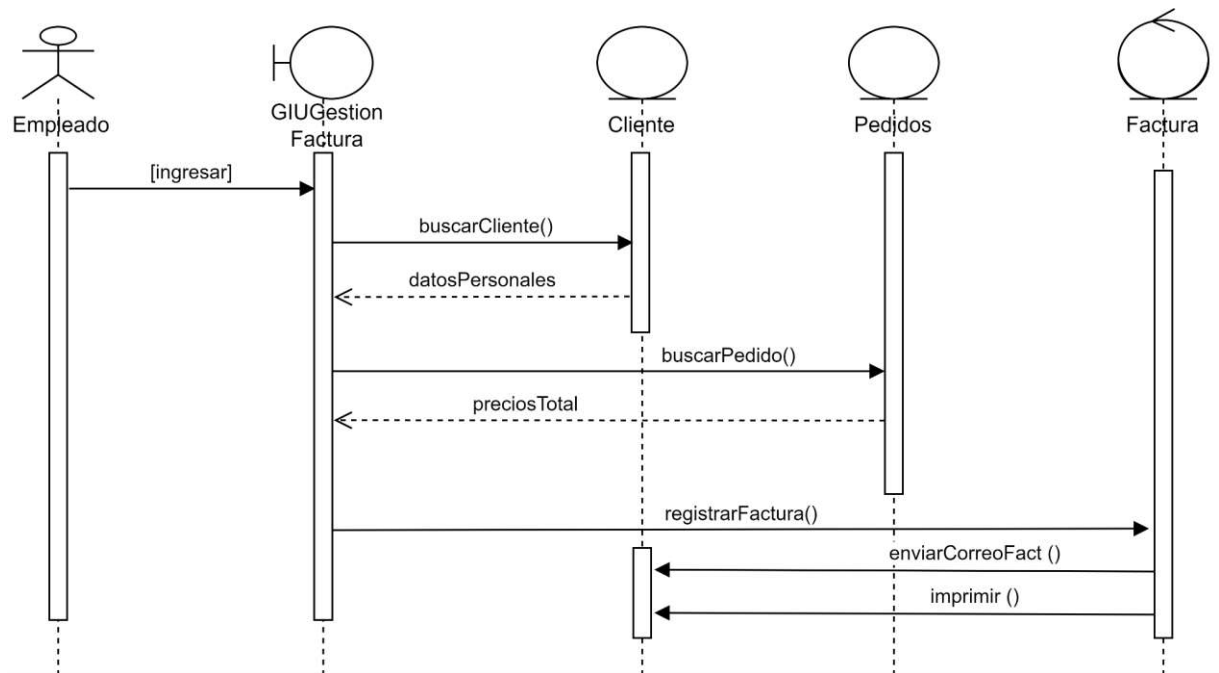 Empleado
GIUGestion
Factura
Cliente
Pedidos
Factura
[ingresar]
buscarCliente()
datosPersonales
buscarPedido()
preciosTotal
registrarFactura()
enviarCorreoFact ()
imprimir ()